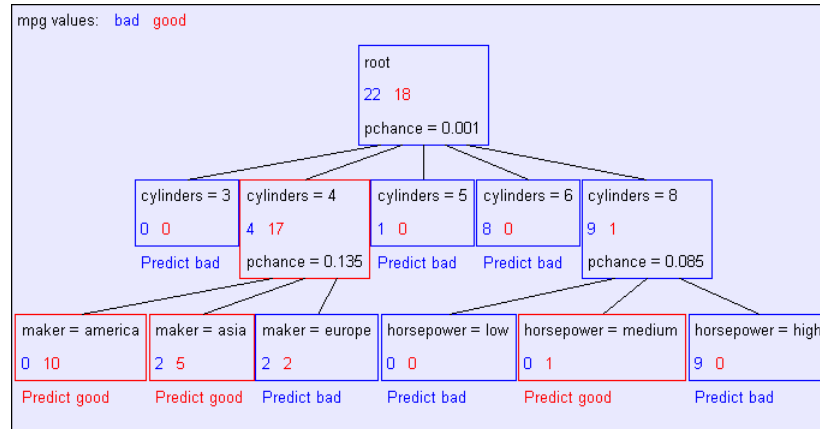 mpg values: bad good
root
22 18
pchance = 0.001
cylinders = 3 cylinders = 4 cylinders = 5 cylinders = 6 cylinders = 8
0 0 4 17 1 0 8 0 9 1
Predict bad pchance = 0.135 Predict bad Predict bad pchance = 0.085
maker = america maker = asia maker = europe horsepower = low horsepower = medium horsepower = high
0 10 2 5 2 2 0 0 0 1 9 0
Predict good Predict good Predict bad Predict bad Predict good Predict bad